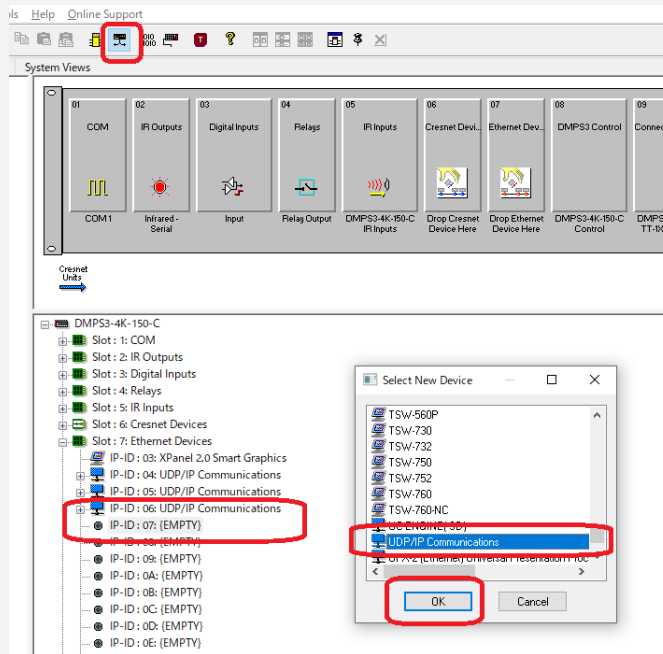 ols Help Online Support
System Views
01 02 03 04 05 06 07 08 09
COM IR Outputs Digital Inputs Relays IR Inputs Cresnet Devi... Ethernet Dev... DMPS3 Control Connec
COM1 Infrared - Serial Input Relay Output DMPS3-4K-150-C IR Inputs Drop Cresnet Device Here Drop Ethernet Device Here DMPS3-4K-150-C Control DMPS TT-1X
Cresnet
Units
DMPS3-4K-150-C
Slot : 1: COM
Slot : 2: IR Outputs
Slot : 3: Digital Inputs
Slot : 4: Relays
Slot : 5: IR Inputs
Slot : 6: Cresnet Devices
Slot : 7: Ethernet Devices
IP-ID : 03: XPanel 2.0 Smart Graphics
IP-ID : 04: UDP/IP Communications
IP-ID : 05: UDP/IP Communications
IP-ID : 06: UDP/IP Communications
IP-ID : 07: {EMPTY}
IP-ID : 08: {EMPTY}
IP-ID : 09: {EMPTY}
IP-ID : 0A: {EMPTY}
IP-ID : 0B: {EMPTY}
IP-ID : 0C: {EMPTY}
IP-ID : 0D: {EMPTY}
IP-ID : 0E: {EMPTY}
Select New Device
TSW-560P
TSW-730
TSW-732
TSW-750
TSW-752
TSW-760
TSW-760-NC
UDP/IP Communications
OK Cancel